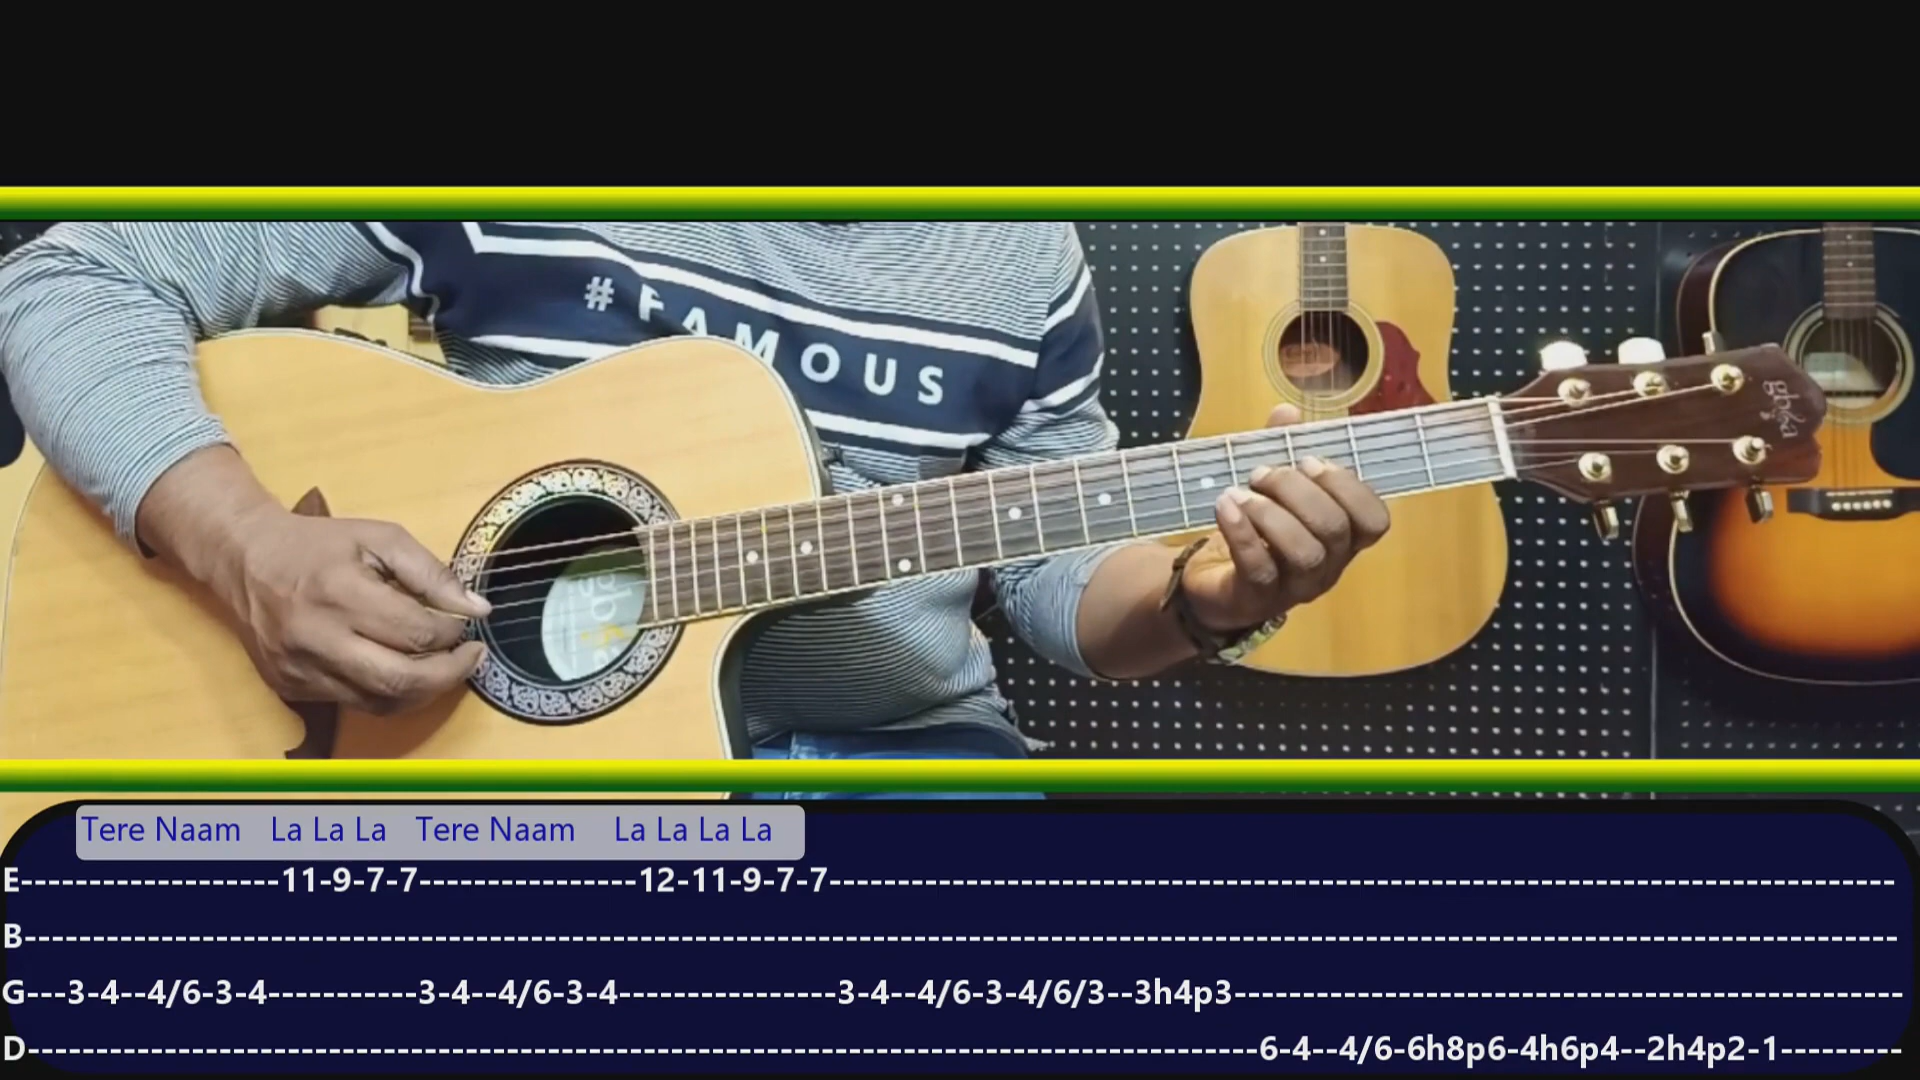 # FAMOUS
Tere Naam La La La Tere Naam La La La La
E-------------------11-9-7-7----------------12-11-9-7-7------------------------------------------------------------------------------
B-----------------------------------------------------------------------------------------------------------------------------------------
G---3-4--4/6-3-4-----------3-4--4/6-3-4----------------3-4--4/6-3-4/6/3--3h4p3-------------------------------------------------
D------------------------------------------------------------------------------------------6-4--4/6-6h8p6-4h6p4--2h4p2-1---------